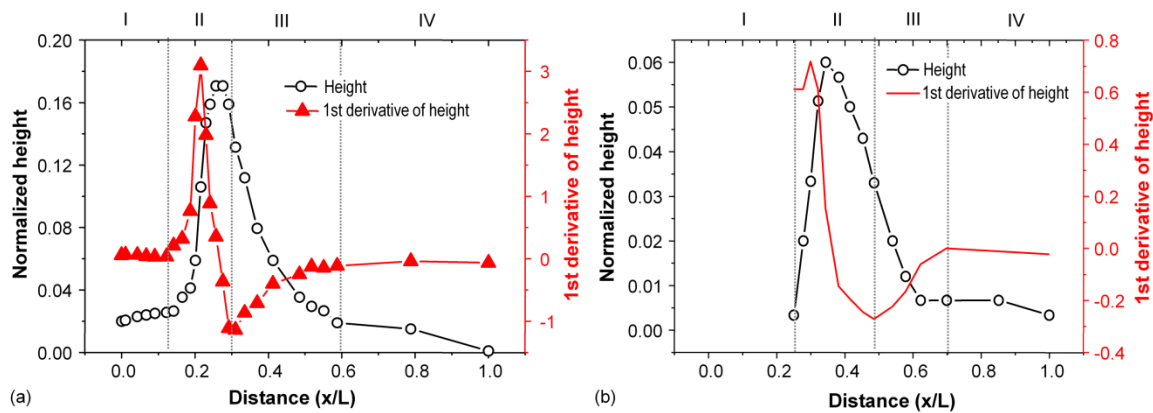 I II III IV
0.20
0.16
0.12
0.08
0.04
0.00
Normalized height
Height
1st derivative of height
3
2
1
0
-1
1st derivative of height
0.0 0.2 0.4 0.6 0.8 1.0
Distance (x/L)
(a)
I II III IV
0.06
0.05
0.04
0.03
0.02
0.01
0.00
Normalized height
Height
1st derivative of height
0.8
0.6
0.4
0.2
0.0
-0.2
-0.4
1st derivative of height
0.0 0.2 0.4 0.6 0.8 1.0
Distance (x/L)
(b)